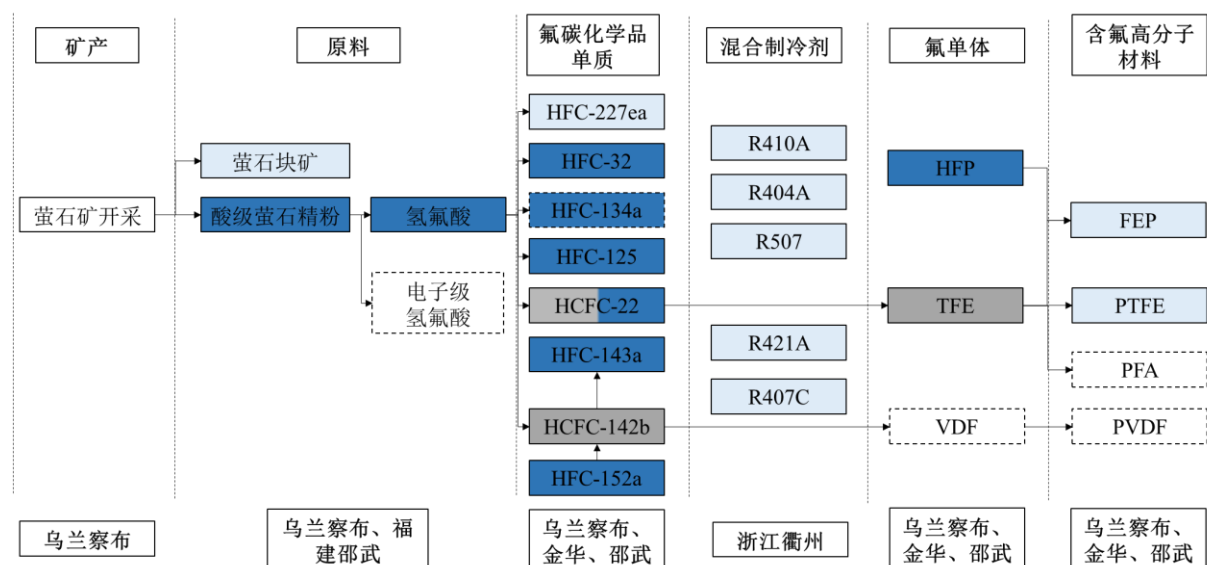 矿产
原料
氟碳化学品
单质
混合制冷剂
氟单体
含氟高分子
材料
萤石矿开采
萤石块矿
酸级萤石精粉
氢氟酸
电子级
氢氟酸
HFC-227ea
HFC-32
HFC-134a
HFC-125
HCFC-22
HFC-143a
HCFC-142b
HFC-152a
R410A
R404A
R507
R421A
R407C
HFP
TFE
VDF
FEP
PTFE
PFA
PVDF
乌兰察布
乌兰察布、福
建邵武
乌兰察布、
金华、邵武
浙江衢州
乌兰察布、
金华、邵武
乌兰察布、
金华、邵武